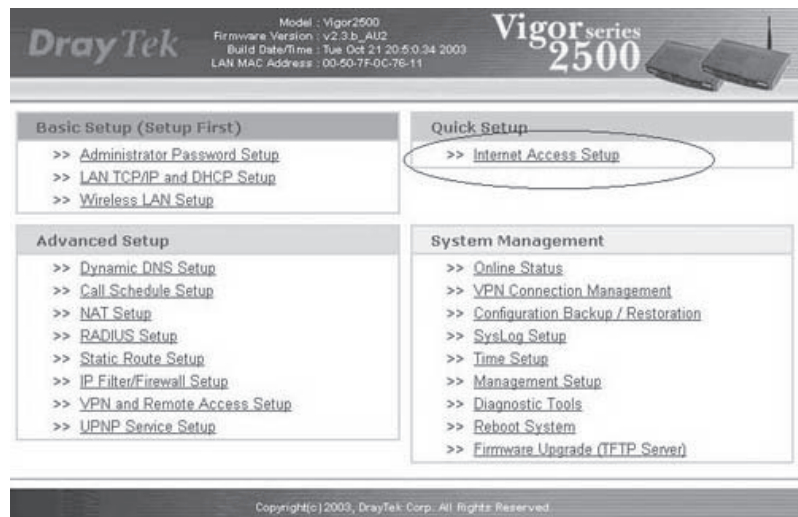 DrayTek
Model : Vigor2500
Firmware Version : v2.3.b_AU2
Build Date/Time : Tue Oct 21 20:5:0.34 2003
LAN MAC Address : 00-50-7F-0C-76-11
Vigor series
2500
Basic Setup (Setup First)
>> Administrator Password Setup
>> LAN TCP/IP and DHCP Setup
>> Wireless LAN Setup
Quick Setup
>> Internet Access Setup
Advanced Setup
>> Dynamic DNS Setup
>> Call Schedule Setup
>> NAT Setup
>> RADIUS Setup
>> Static Route Setup
>> IP Filter/Firewall Setup
>> VPN and Remote Access Setup
>> UPNP Service Setup
System Management
>> Online Status
>> VPN Connection Management
>> Configuration Backup / Restoration
>> SysLog Setup
>> Time Setup
>> Management Setup
>> Diagnostic Tools
>> Reboot System
>> Firmware Upgrade (TFTP Server)
Copyright(c)2003, DrayTek Corp. All Rights Reserved.